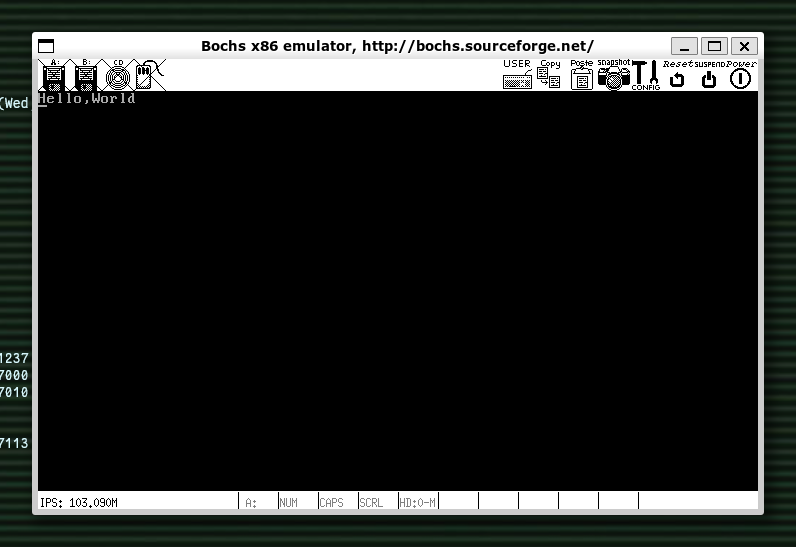 Bochs x86 emulator, http://bochs.sourceforge.net/
A: B: CD USER Copy Paste snapshot CONFIG Reset SUSPEND Power
Hello,World
(Wed
1237
7000
7010
7113
IPS: 103.090M A: NUM CAPS SCRL HD:0-M